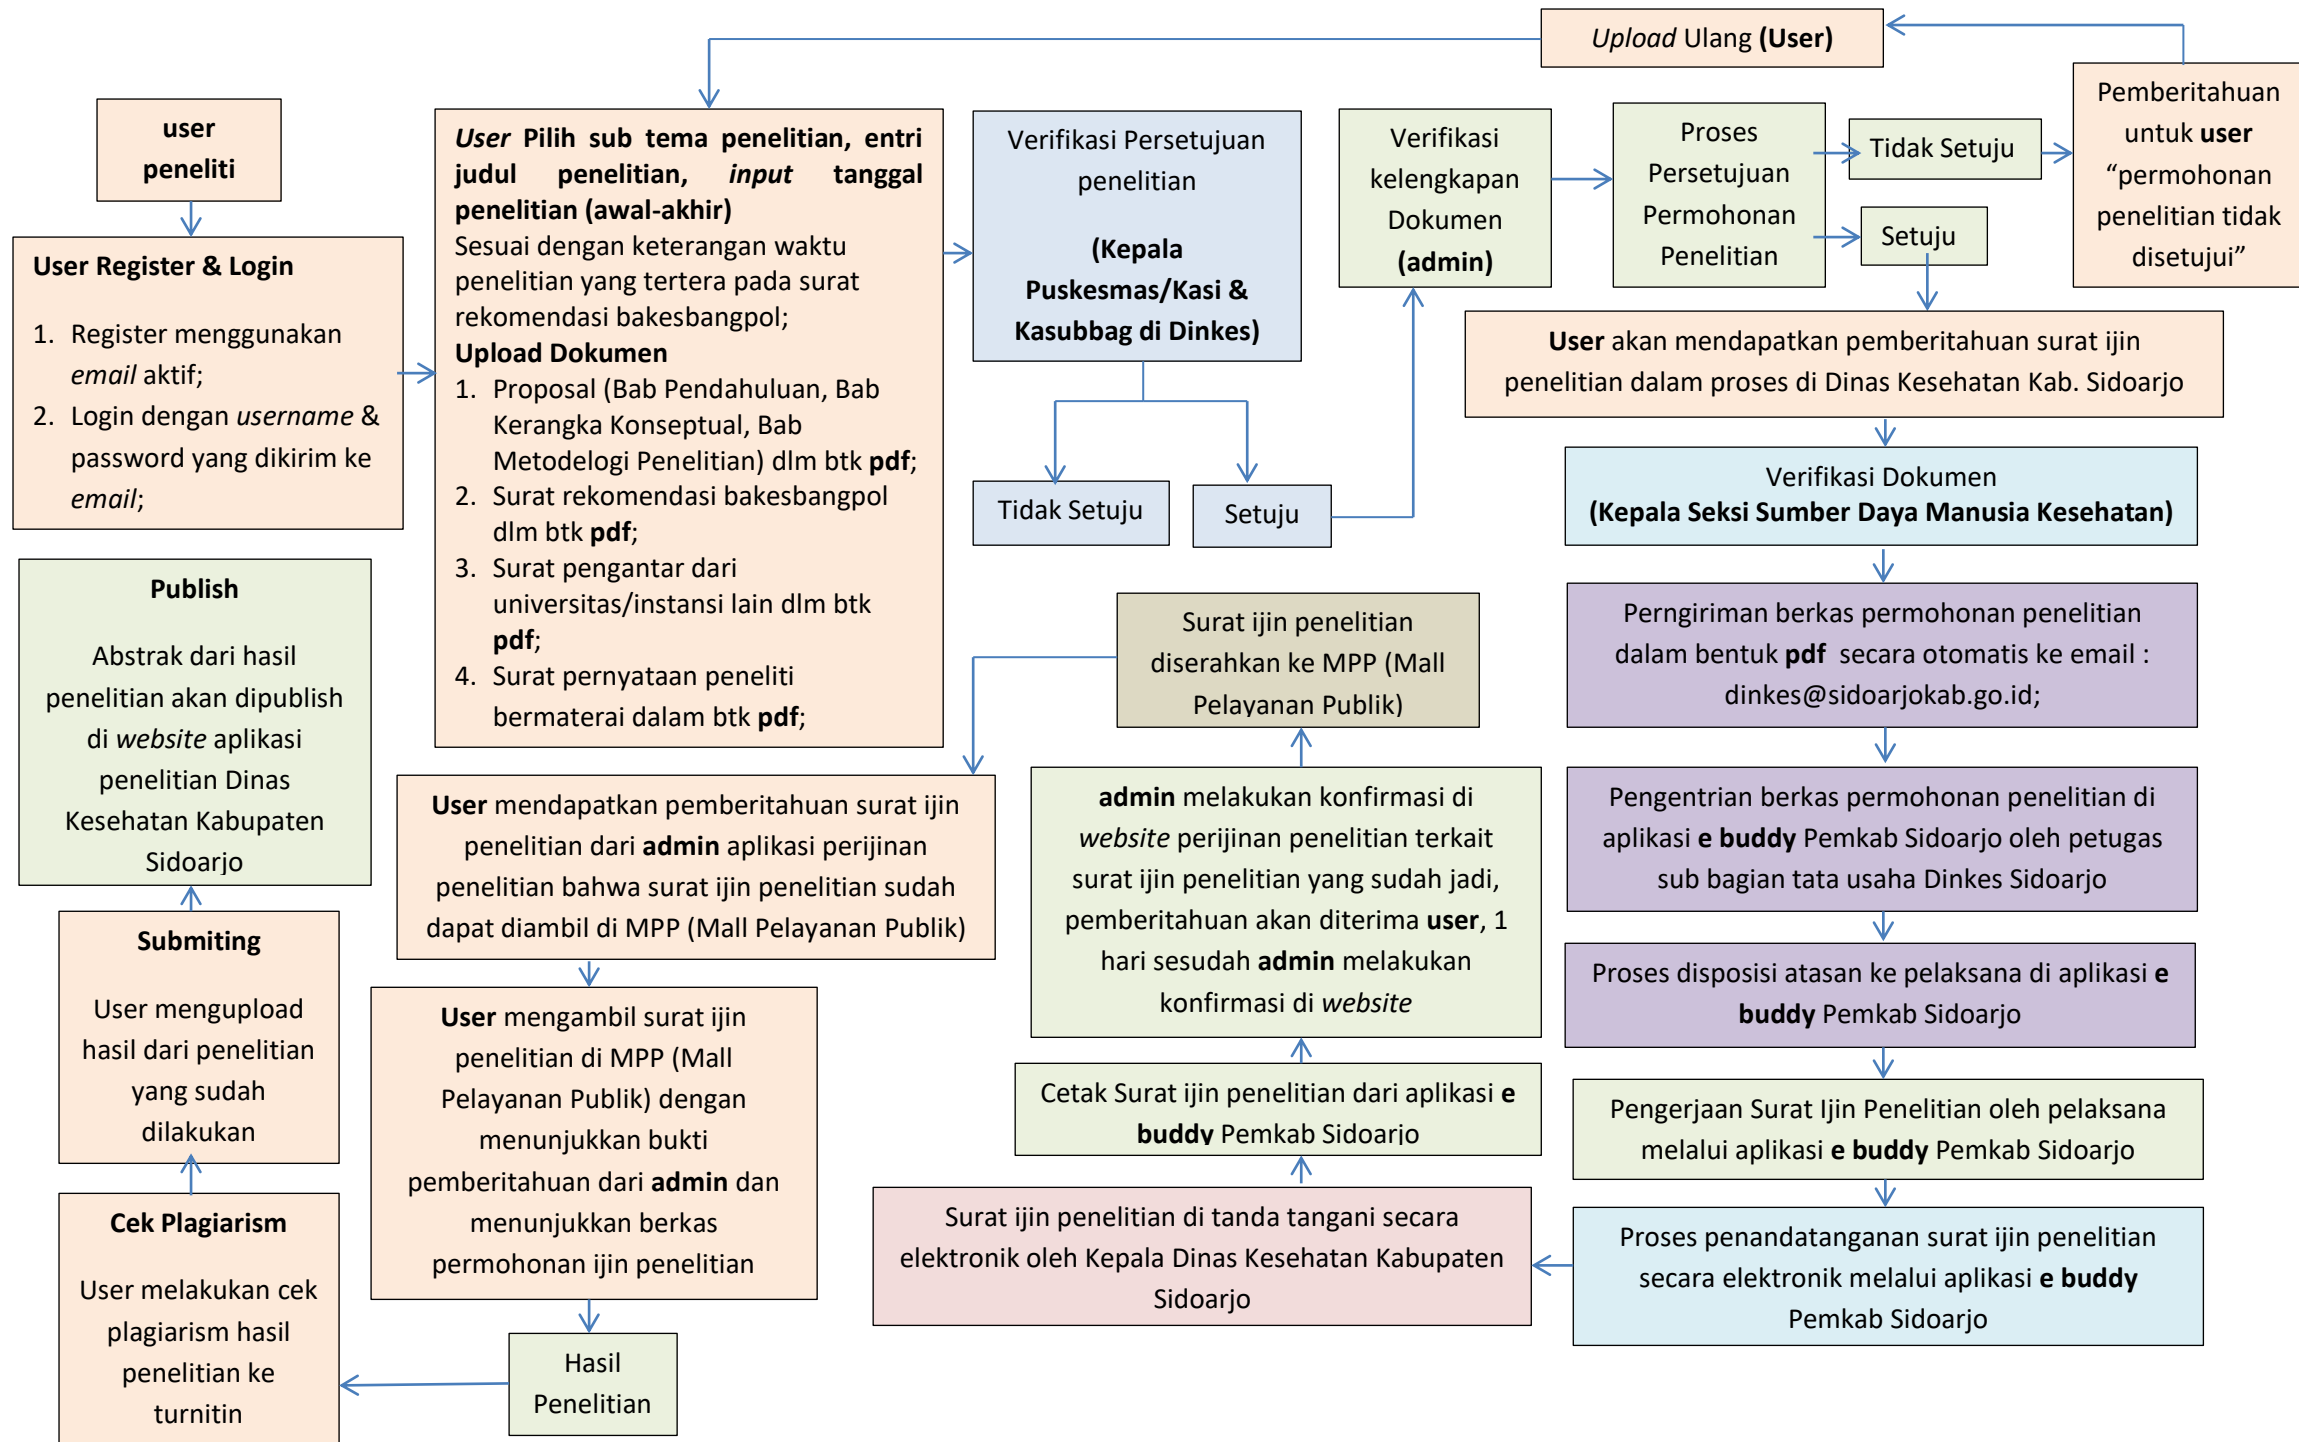 user
peneliti
User Register & Login
1. Register menggunakan
email aktif;
2. Login dengan username &
password yang dikirim ke
email;
User Pilih sub tema penelitian, entri
judul penelitian, input tanggal
penelitian (awal-akhir)
Sesuai dengan keterangan waktu
penelitian yang tertera pada surat
rekomendasi bakesbangpol;
Upload Dokumen
1. Proposal (Bab Pendahuluan, Bab
Kerangka Konseptual, Bab
Metodelogi Penelitian) dlm btk pdf;
2. Surat rekomendasi bakesbangpol
dlm btk pdf;
3. Surat pengantar dari
universitas/instansi lain dlm btk
pdf;
4. Surat pernyataan peneliti
bermaterai dalam btk pdf;
Verifikasi Persetujuan
penelitian
(Kepala
Puskesmas/Kasi &
Kasubbag di Dinkes)
Tidak Setuju
Setuju
Verifikasi
kelengkapan
Dokumen
(admin)
Proses
Persetujuan
Permohonan
Penelitian
Tidak Setuju
Setuju
Pemberitahuan
untuk user
“permohonan
penelitian tidak
disetujui”
Upload Ulang (User)
User akan mendapatkan pemberitahuan surat ijin
penelitian dalam proses di Dinas Kesehatan Kab. Sidoarjo
Verifikasi Dokumen
(Kepala Seksi Sumber Daya Manusia Kesehatan)
Perngiriman berkas permohonan penelitian
dalam bentuk pdf secara otomatis ke email :
dinkes@sidoarjokab.go.id;
Pengentrian berkas permohonan penelitian di
aplikasi e buddy Pemkab Sidoarjo oleh petugas
sub bagian tata usaha Dinkes Sidoarjo
Proses disposisi atasan ke pelaksana di aplikasi e
buddy Pemkab Sidoarjo
Pengerjaan Surat Ijin Penelitian oleh pelaksana
melalui aplikasi e buddy Pemkab Sidoarjo
Proses penandatanganan surat ijin penelitian
secara elektronik melalui aplikasi e buddy
Pemkab Sidoarjo
Surat ijin penelitian di tanda tangani secara
elektronik oleh Kepala Dinas Kesehatan Kabupaten
Sidoarjo
Cetak Surat ijin penelitian dari aplikasi e
buddy Pemkab Sidoarjo
admin melakukan konfirmasi di
website perijinan penelitian terkait
surat ijin penelitian yang sudah jadi,
pemberitahuan akan diterima user, 1
hari sesudah admin melakukan
konfirmasi di website
Surat ijin penelitian
diserahkan ke MPP (Mall
Pelayanan Publik)
User mendapatkan pemberitahuan surat ijin
penelitian dari admin aplikasi perijinan
penelitian bahwa surat ijin penelitian sudah
dapat diambil di MPP (Mall Pelayanan Publik)
User mengambil surat ijin
penelitian di MPP (Mall
Pelayanan Publik) dengan
menunjukkan bukti
pemberitahuan dari admin dan
menunjukkan berkas
permohonan ijin penelitian
Hasil
Penelitian
Cek Plagiarism
User melakukan cek
plagiarism hasil
penelitian ke
turnitin
Submiting
User mengupload
hasil dari penelitian
yang sudah
dilakukan
Publish
Abstrak dari hasil
penelitian akan dipublish
di website aplikasi
penelitian Dinas
Kesehatan Kabupaten
Sidoarjo